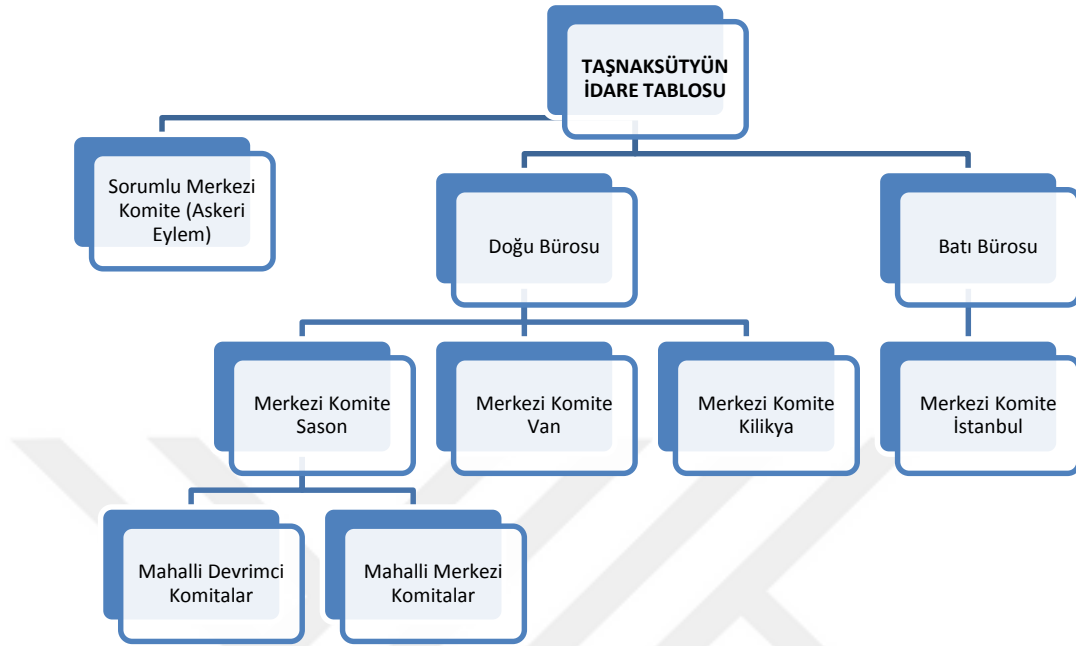 TAŞNAKSÜTYÜN
İDARE TABLOSU
Sorumlu Merkezi
Komite (Askeri
Eylem)
Doğu Bürosu
Batı Bürosu
Merkezi Komite
Sason
Merkezi Komite
Van
Merkezi Komite
Kilikya
Merkezi Komite
İstanbul
Mahalli Devrimci
Komitalar
Mahalli Merkezi
Komitalar